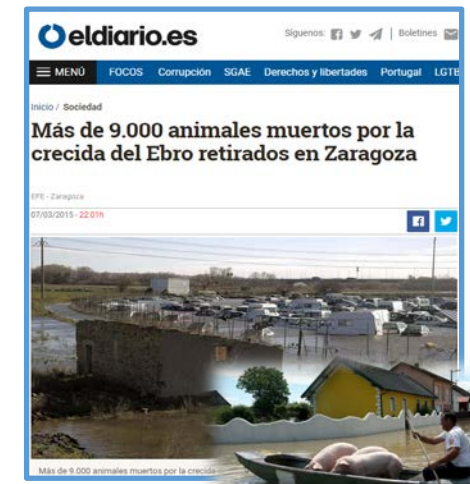 eldiario.es
Síguenos: | Boletines
MENÚ FOCOS Corrupción SGAE Derechos y libertades Portugal LGTB
Inicio / Sociedad
Más de 9.000 animales muertos por la
crecida del Ebro retirados en Zaragoza
EFE - Zaragoza
07/03/2015 - 22:01h
Más de 9.000 animales muertos por la crecida